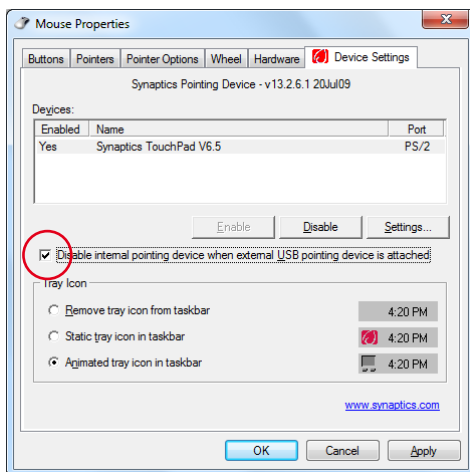 Mouse Properties
Buttons Pointers Pointer Options Wheel Hardware Device Settings
Synaptics Pointing Device - v13.2.6.1 20Jul09
Devices:
Enabled Name Port
Yes Synaptics TouchPad V6.5 PS/2
Enable Disable Settings...
Disable internal pointing device when external USB pointing device is attached
Tray Icon
Remove tray icon from taskbar 4:20 PM
Static tray icon in taskbar 4:20 PM
Animated tray icon in taskbar 4:20 PM
www.synaptics.com
OK Cancel Apply